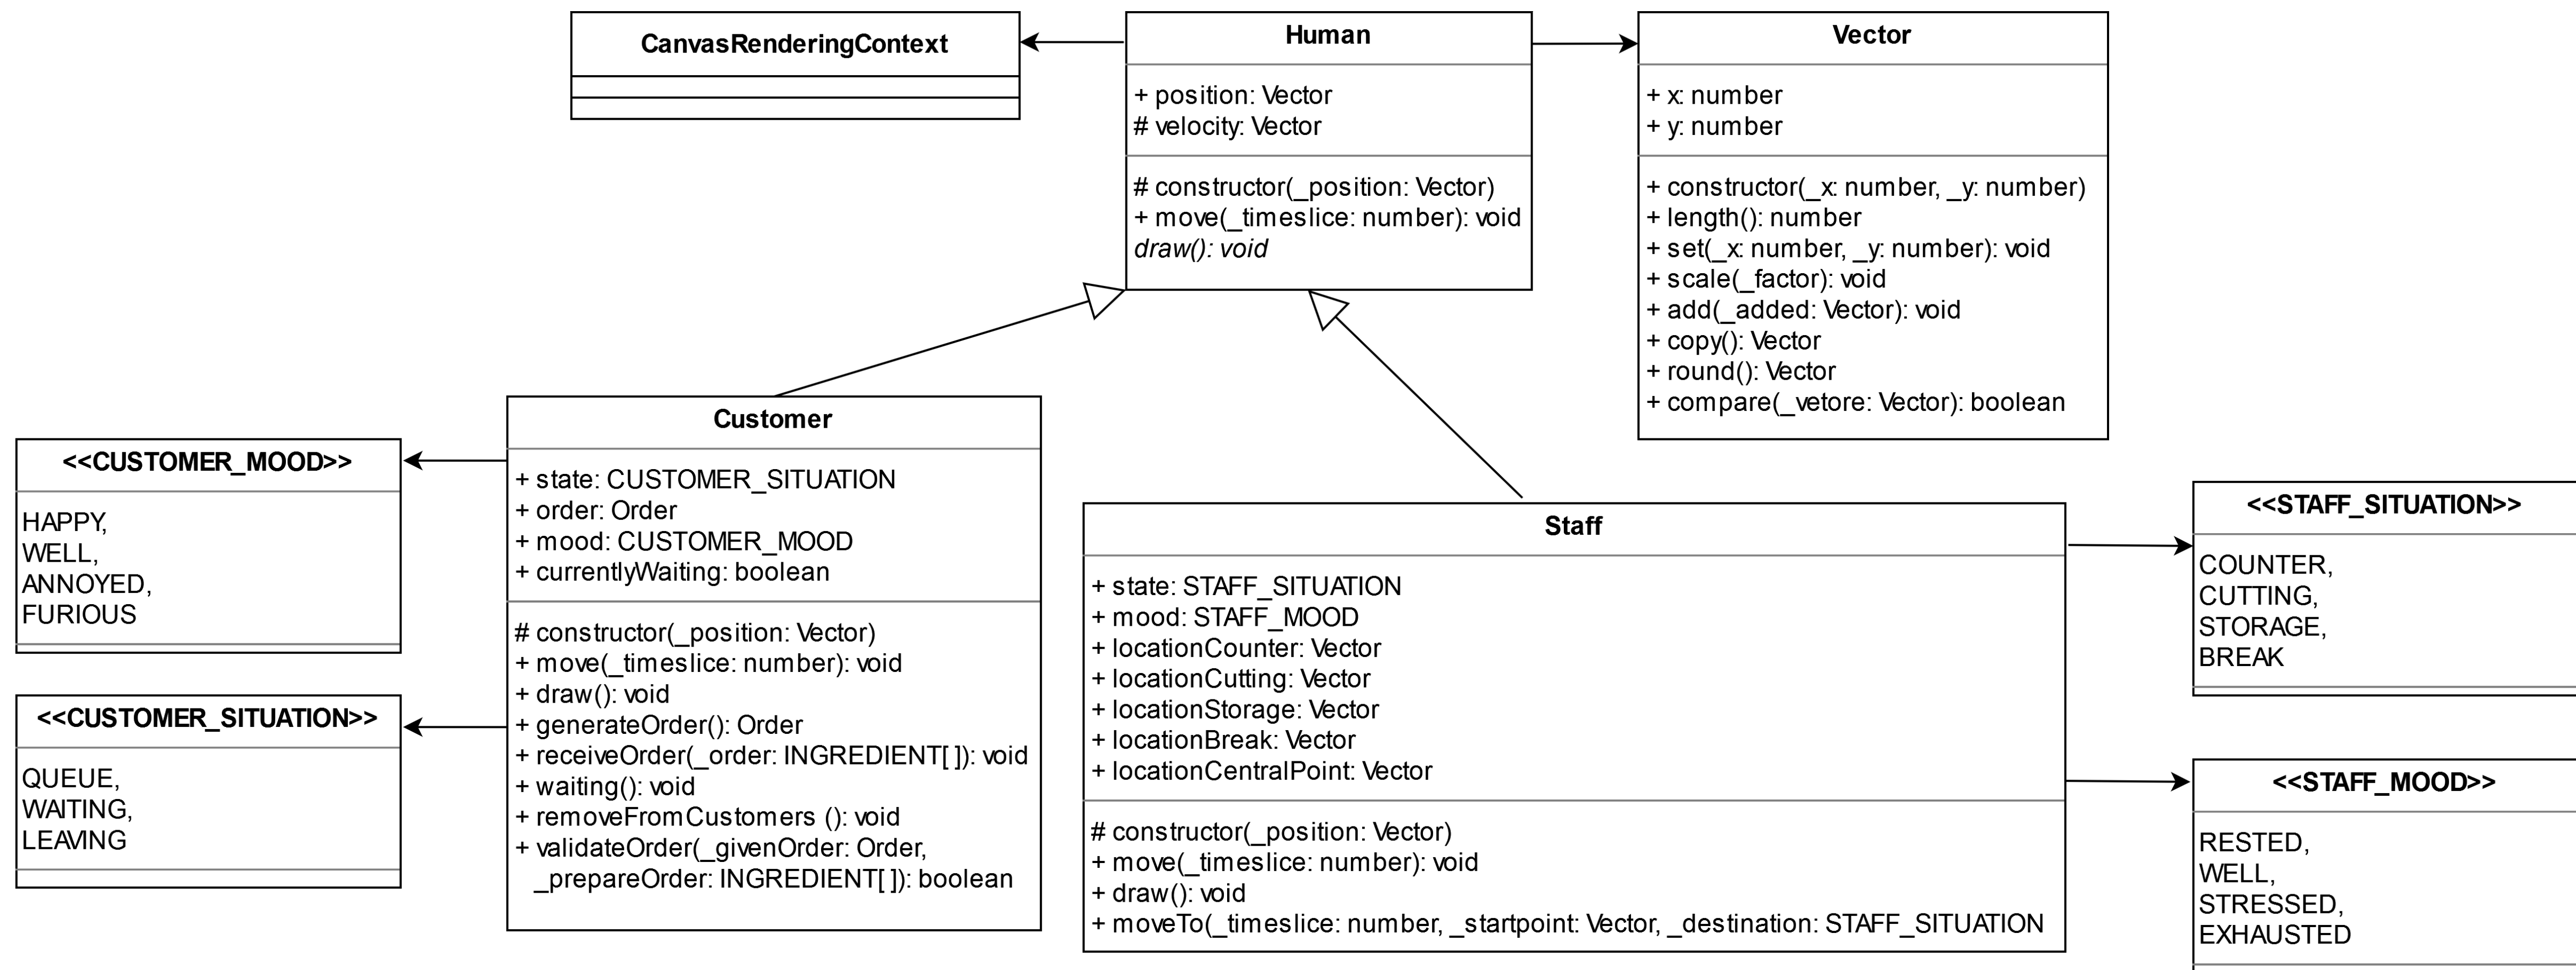 CanvasRenderingContext
Human
+ position: Vector
# velocity: Vector
# constructor(_position: Vector)
+ move(_timeslice: number): void
draw(): void
Vector
+ x: number
+ y: number
+ constructor(_x: number, _y: number)
+ length(): number
+ set(_x: number, _y: number): void
+ scale(_factor): void
+ add(_added: Vector): void
+ copy(): Vector
+ round(): Vector
+ compare(_vetore: Vector): boolean
<<CUSTOMER_MOOD>>
HAPPY,
WELL,
ANNOYED,
FURIOUS
<<CUSTOMER_SITUATION>>
QUEUE,
WAITING,
LEAVING
Customer
+ state: CUSTOMER_SITUATION
+ order: Order
+ mood: CUSTOMER_MOOD
+ currentlyWaiting: boolean
# constructor(_position: Vector)
+ move(_timeslice: number): void
+ draw(): void
+ generateOrder(): Order
+ receiveOrder(_order: INGREDIENT[ ]): void
+ waiting(): void
+ removeFromCustomers (): void
+ validateOrder(_givenOrder: Order,
_prepareOrder: INGREDIENT[ ]): boolean
Staff
+ state: STAFF_SITUATION
+ mood: STAFF_MOOD
+ locationCounter: Vector
+ locationCutting: Vector
+ locationStorage: Vector
+ locationBreak: Vector
+ locationCentralPoint: Vector
# constructor(_position: Vector)
+ move(_timeslice: number): void
+ draw(): void
+ moveTo(_timeslice: number, _startpoint: Vector, _destination: STAFF_SITUATION
<<STAFF_SITUATION>>
COUNTER,
CUTTING,
STORAGE,
BREAK
<<STAFF_MOOD>>
RESTED,
WELL,
STRESSED,
EXHAUSTED